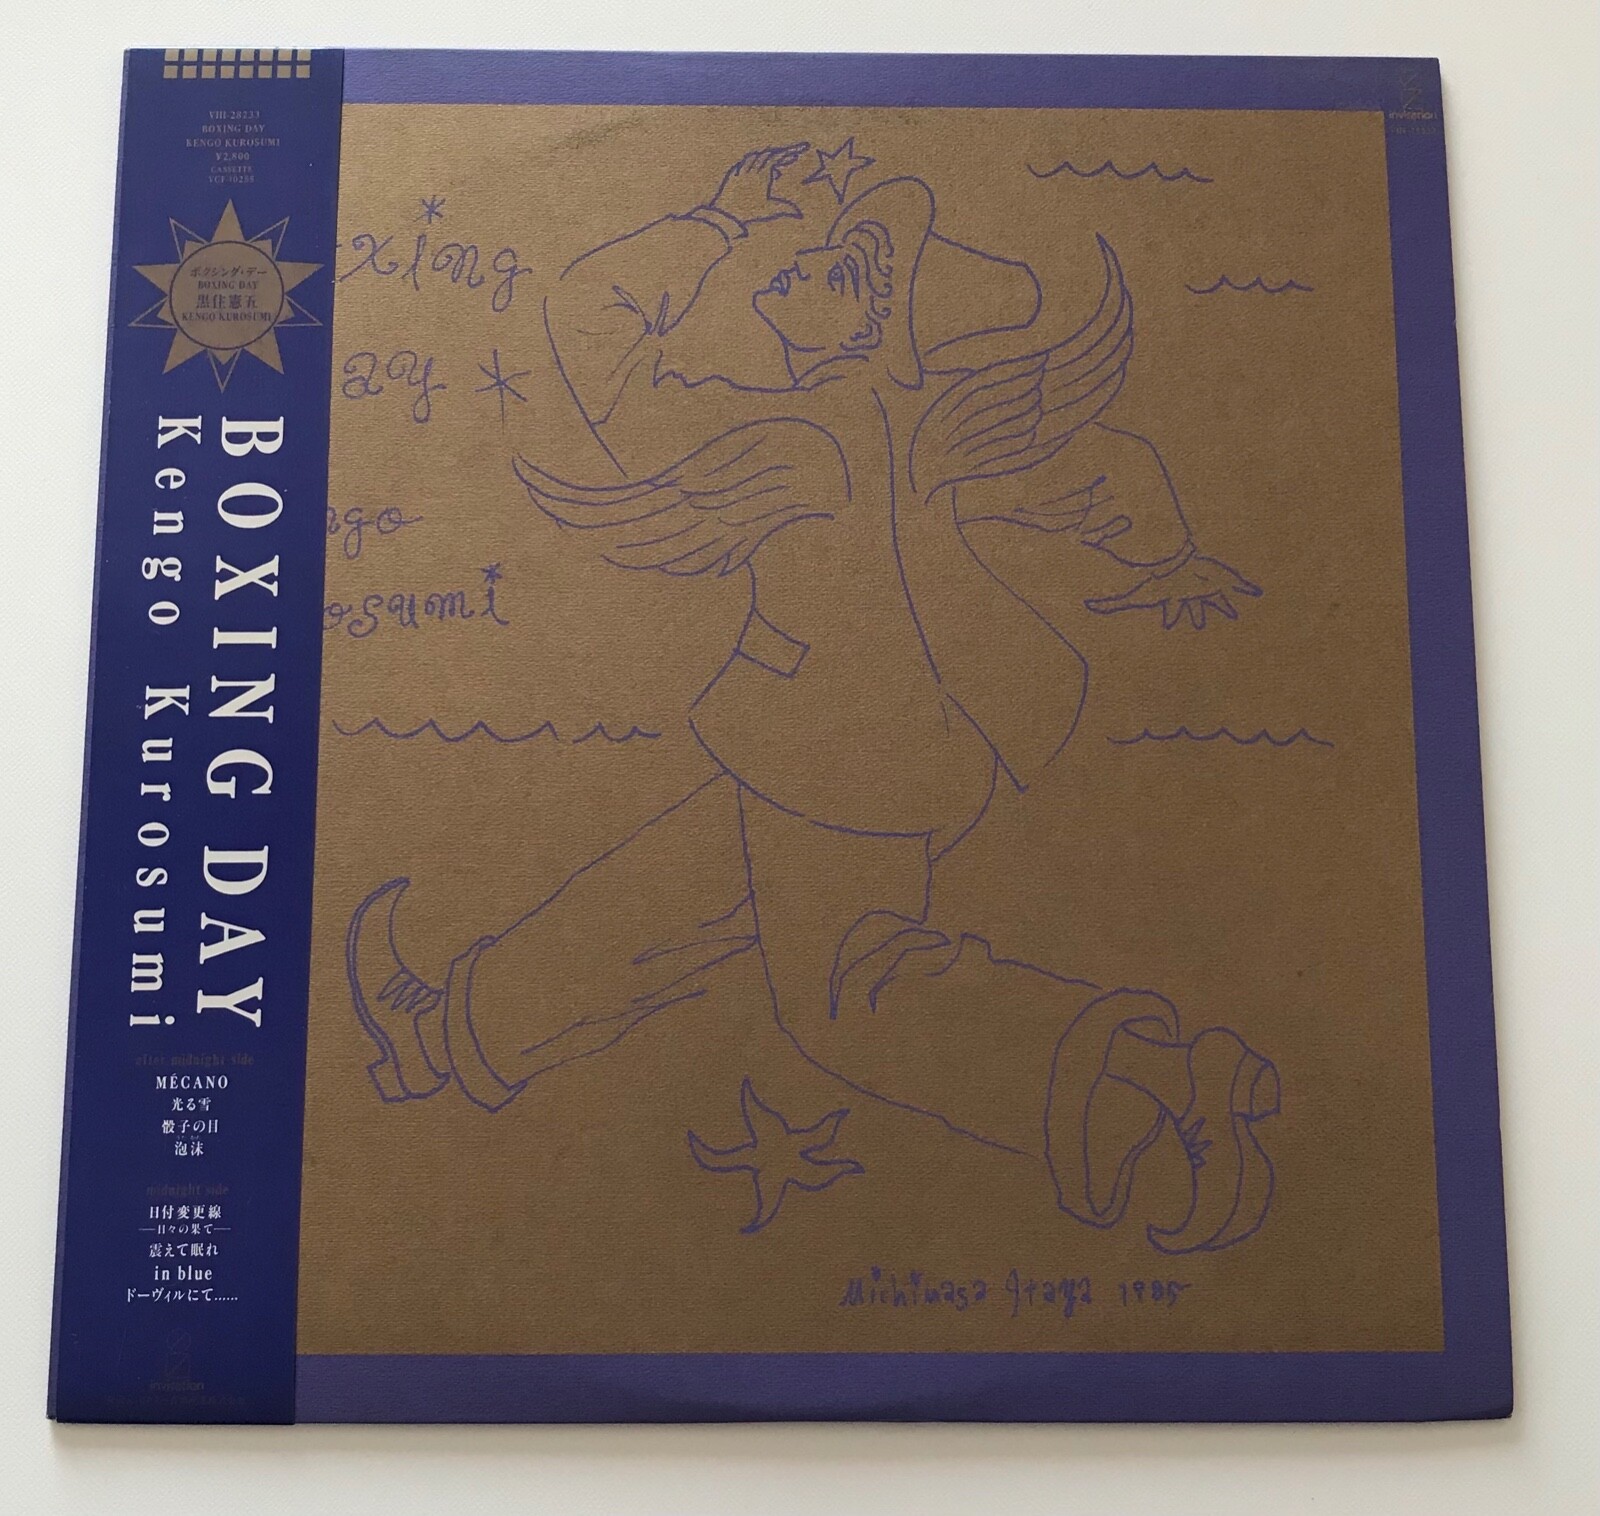 VIH-28233
BOXING DAY
KENGO KUROSUMI
¥2,800
CASSETTE
ボクシング・デー
BOXING DAY
黒住憲五
KENGO KUROSUMI
BOXING DAY
Kengo Kurosumi
after midnight side
MÉCANO
光る雪
骰子の目
泡沫
midnight side
日付変更線
—日々の果て—
震えて眠れ
in blue
ドーヴィルにて……
invitation
xing
ay
ngo
osumi
Michinaga Itaya 1985
invitation